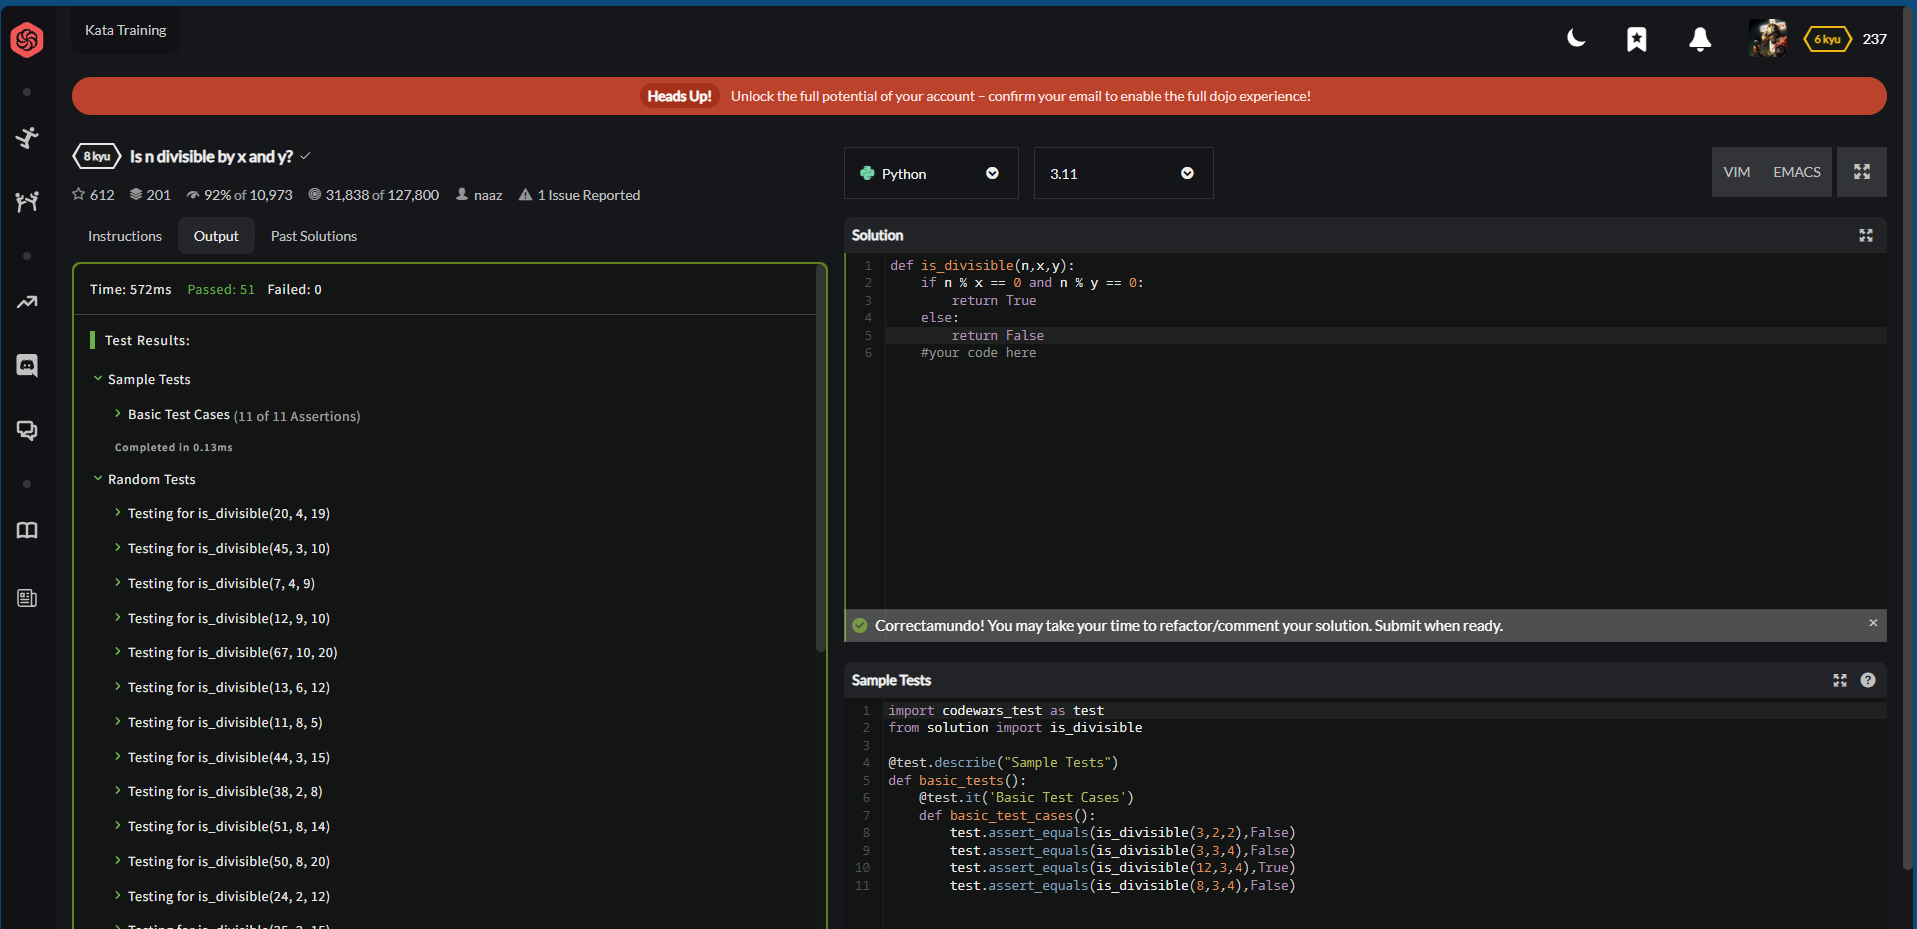 Kata Training
6 kyu 237
Heads Up! Unlock the full potential of your account – confirm your email to enable the full dojo experience!
8 kyu Is n divisible by x and y?
612 201 92% of 10,973 31,838 of 127,800 naaz 1 Issue Reported
Instructions Output Past Solutions
Time: 572ms Passed: 51 Failed: 0
Test Results:
Sample Tests
Basic Test Cases (11 of 11 Assertions)
Completed in 0.13ms
Random Tests
Testing for is_divisible(20, 4, 19)
Testing for is_divisible(45, 3, 10)
Testing for is_divisible(7, 4, 9)
Testing for is_divisible(12, 9, 10)
Testing for is_divisible(67, 10, 20)
Testing for is_divisible(13, 6, 12)
Testing for is_divisible(11, 8, 5)
Testing for is_divisible(44, 3, 15)
Testing for is_divisible(38, 2, 8)
Testing for is_divisible(51, 8, 14)
Testing for is_divisible(50, 8, 20)
Testing for is_divisible(24, 2, 12)
Python 3.11 VIM EMACS
Solution
1 def is_divisible(n,x,y):
2     if n % x == 0 and n % y == 0:
3         return True
4     else:
5         return False
6     #your code here
Correctamundo! You may take your time to refactor/comment your solution. Submit when ready. ×
Sample Tests ?
1 import codewars_test as test
2 from solution import is_divisible
3
4 @test.describe("Sample Tests")
5 def basic_tests():
6     @test.it('Basic Test Cases')
7     def basic_test_cases():
8         test.assert_equals(is_divisible(3,2,2),False)
9         test.assert_equals(is_divisible(3,3,4),False)
10         test.assert_equals(is_divisible(12,3,4),True)
11         test.assert_equals(is_divisible(8,3,4),False)